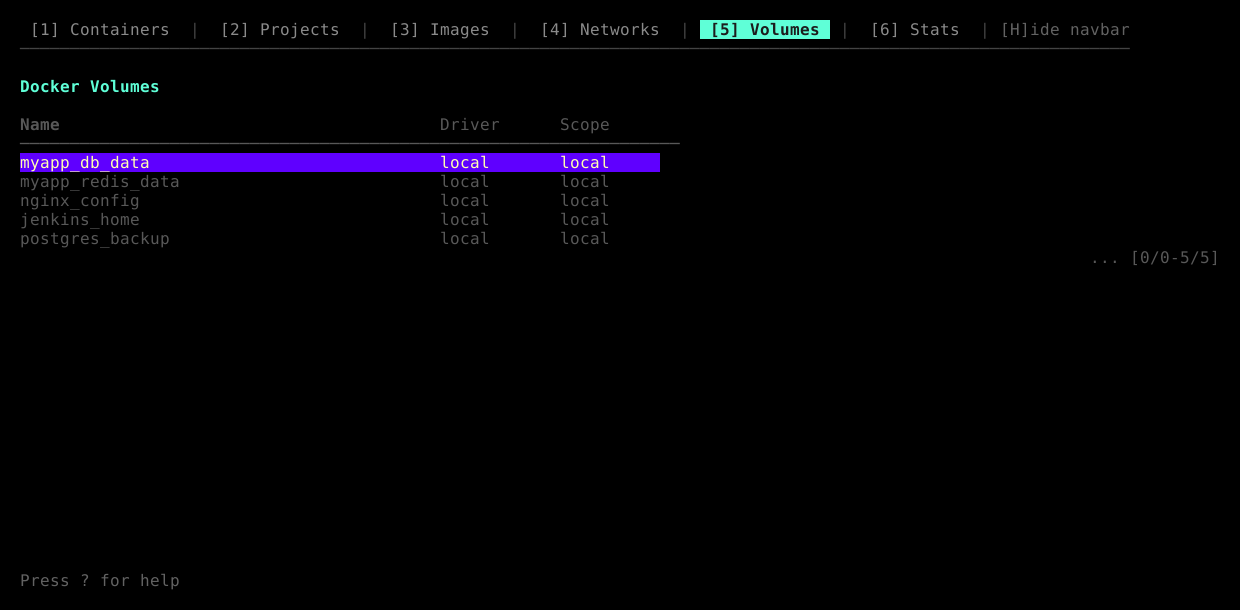 [1] Containers | [2] Projects | [3] Images | [4] Networks | [5] Volumes | [6] Stats | [H]ide navbar
Docker Volumes
Name Driver Scope
myapp_db_data local local
myapp_redis_data local local
nginx_config local local
jenkins_home local local
postgres_backup local local
... [0/0-5/5]
Press ? for help